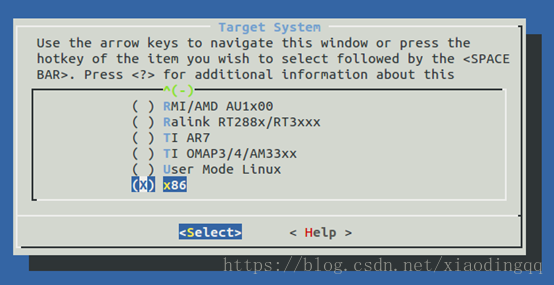 Target System
Use the arrow keys to navigate this window or press the
hotkey of the item you wish to select followed by the <SPACE
BAR>. Press <?> for additional information about this
^(-)
( ) RMI/AMD AU1x00
( ) Ralink RT288x/RT3xxx
( ) TI AR7
( ) TI OMAP3/4/AM33xx
( ) User Mode Linux
(X) x86
<Select> < Help >
https://blog.csdn.net/xiaodingqq